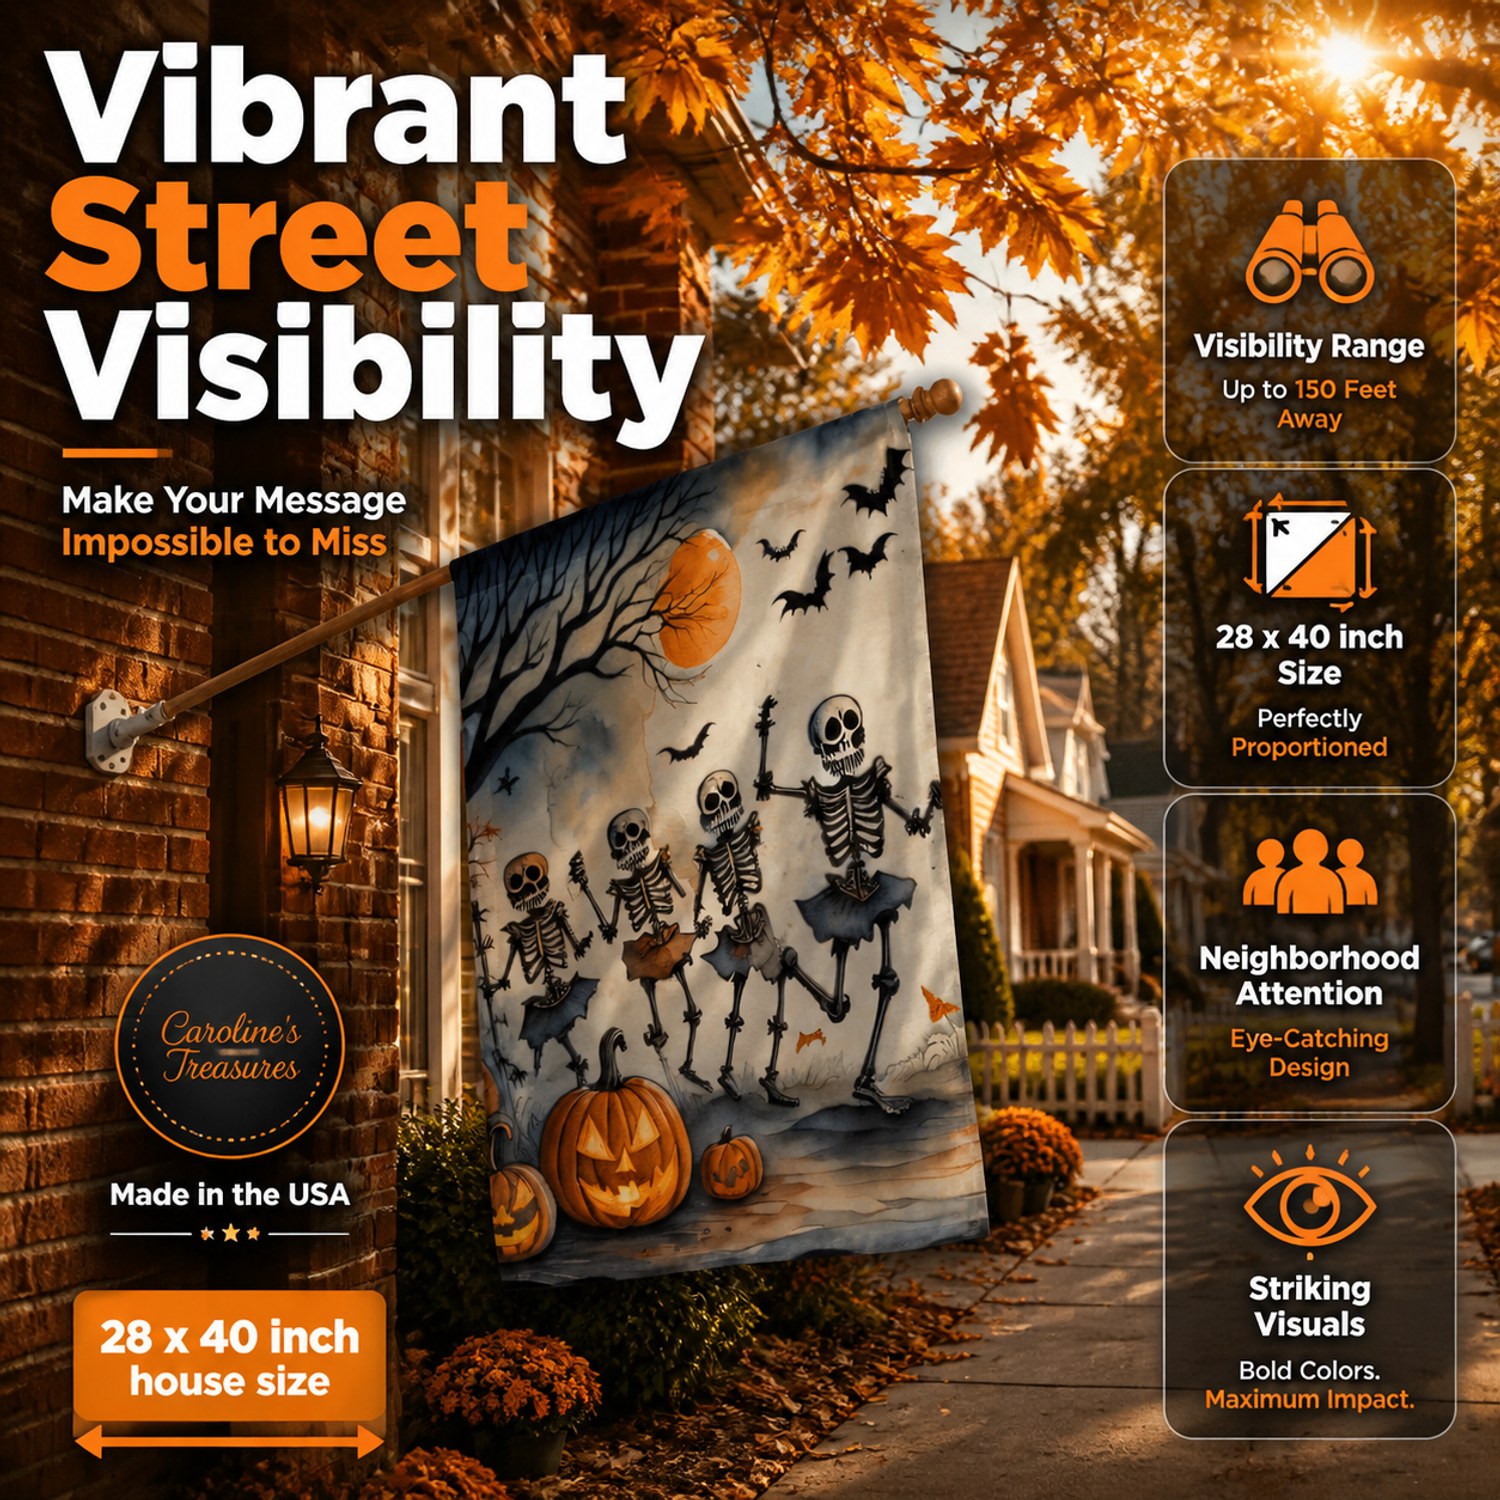 Vibrant
Street
Visibility
Make Your Message
Impossible to Miss
Visibility Range
Up to 150 Feet
Away
28 x 40 inch
Size
Perfectly
Proportioned
Neighborhood
Attention
Eye-Catching
Design
Striking
Visuals
Bold Colors.
Maximum Impact.
Caroline's
Treasures
Made in the USA
28 x 40 inch
house size